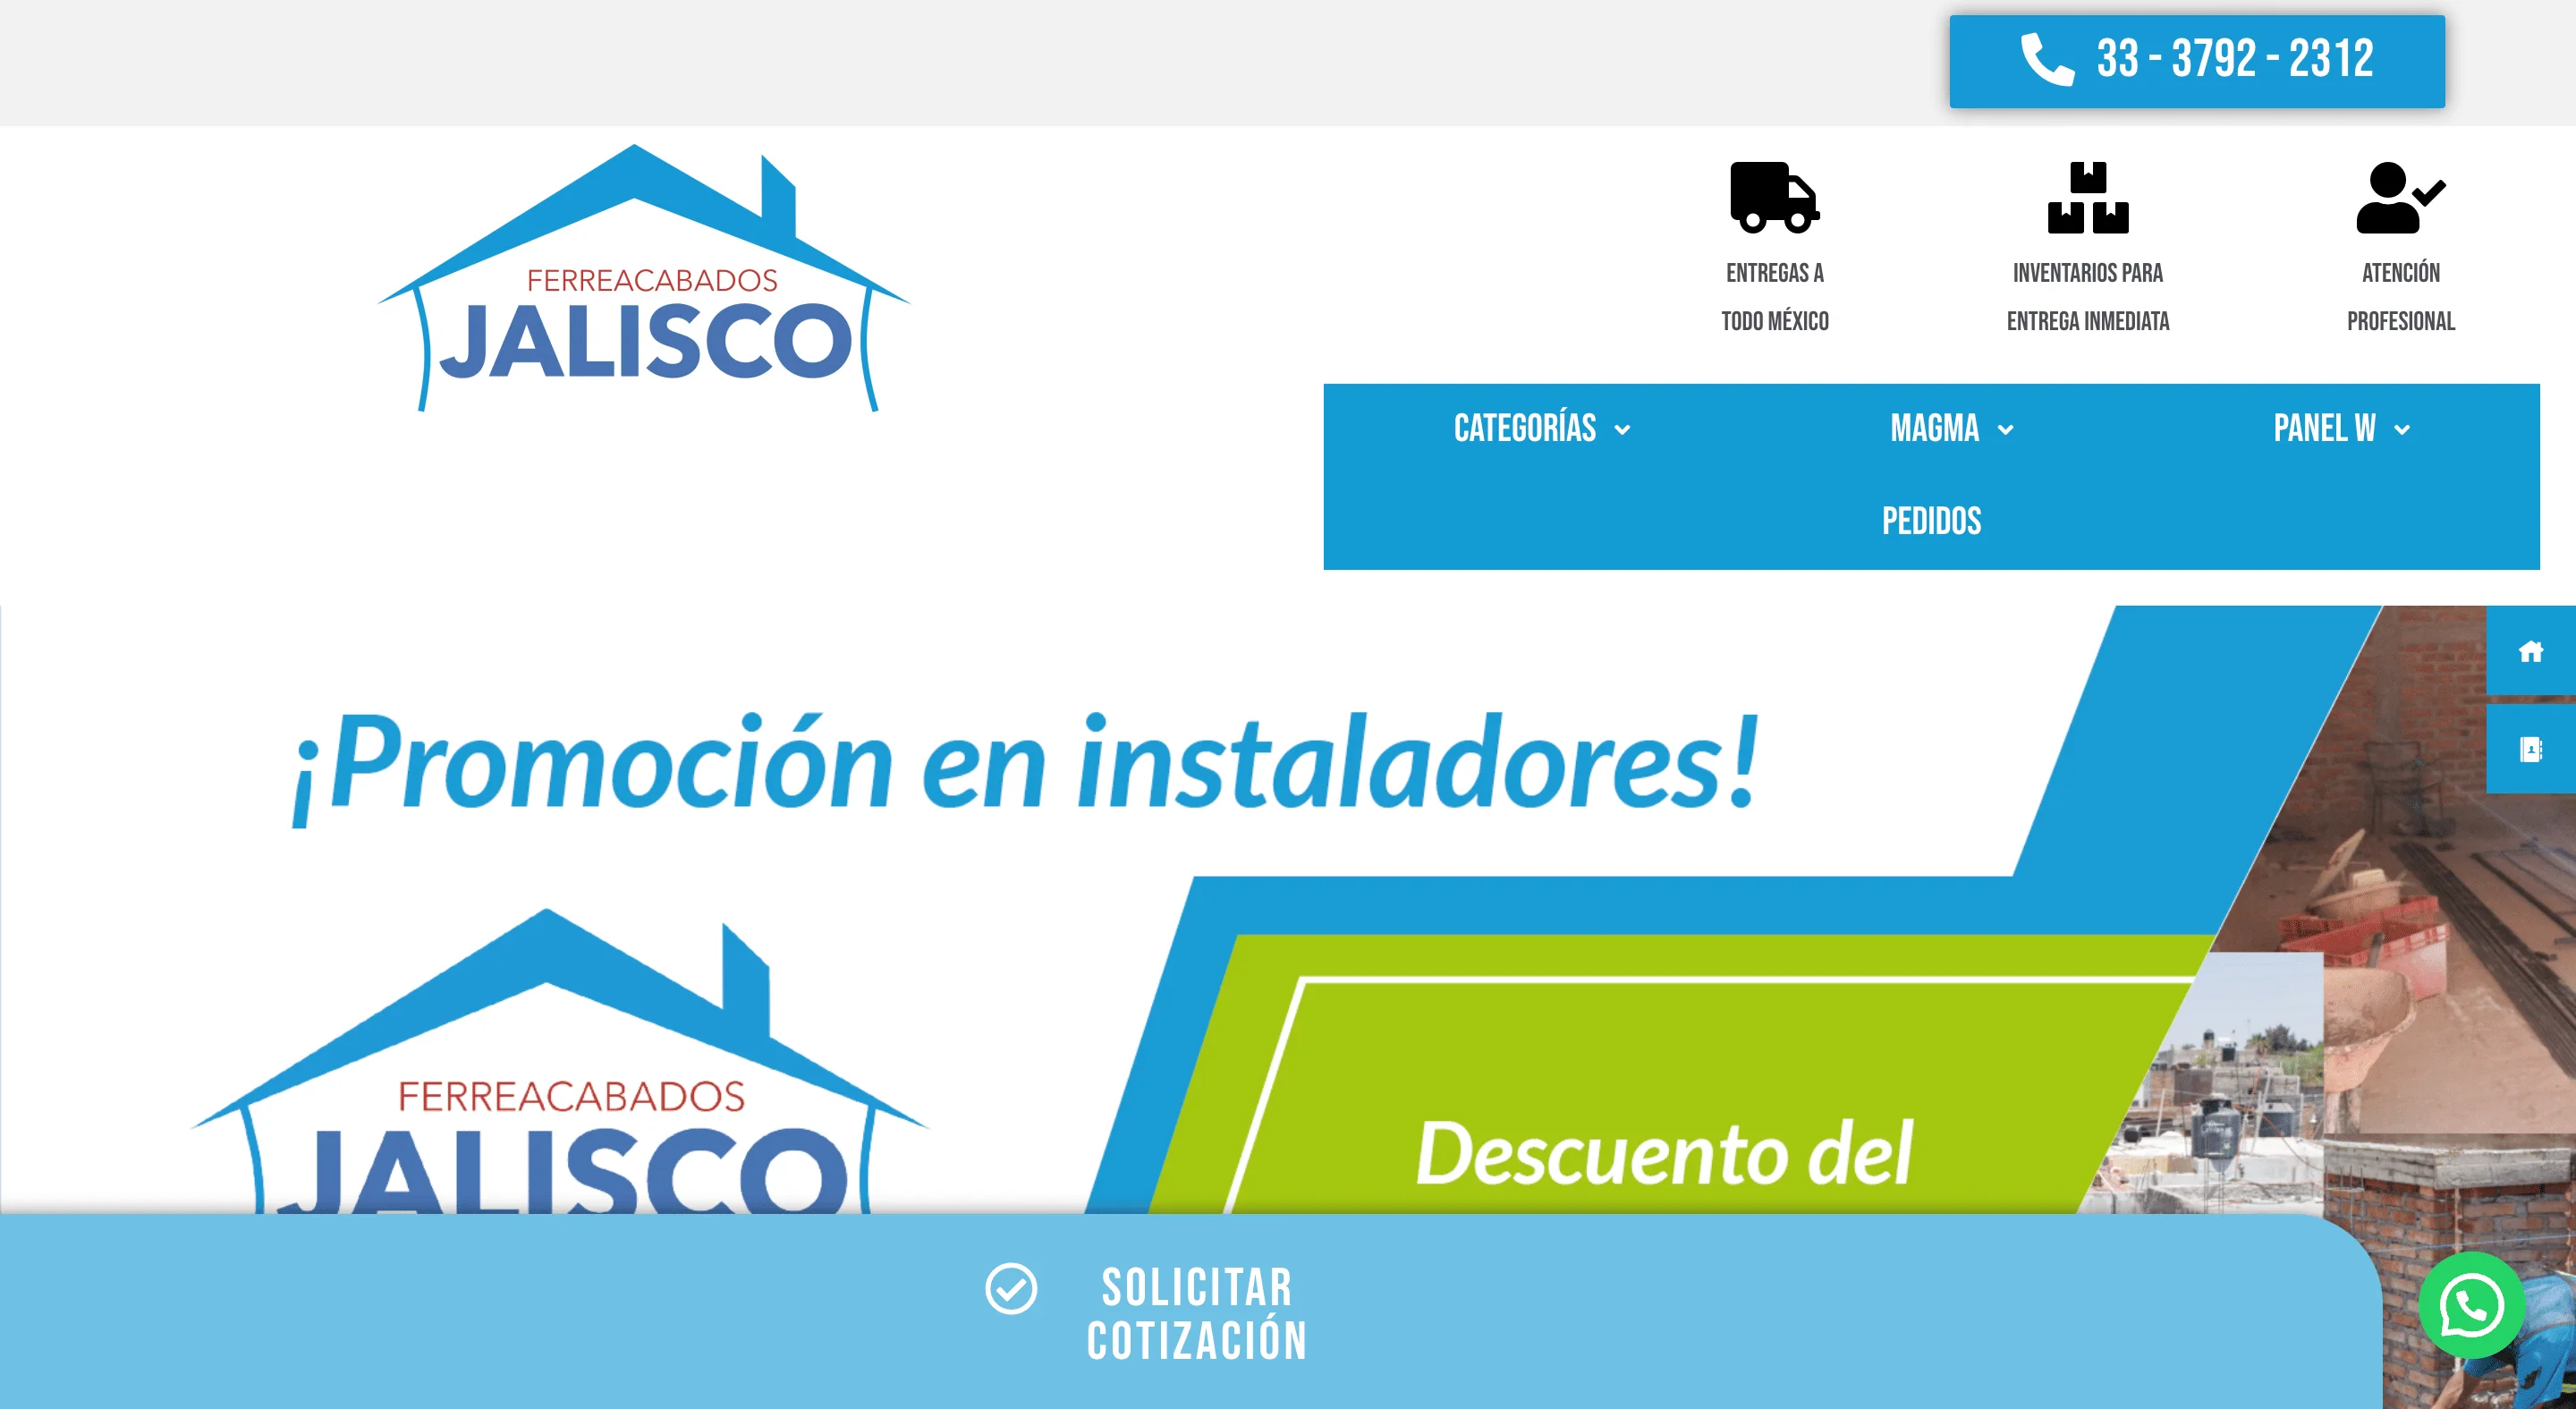 33 - 3792 - 2312
FERREACABADOS
JALISCO
ENTREGAS A
TODO MÉXICO
INVENTARIOS PARA
ENTREGA INMEDIATA
ATENCIÓN
PROFESIONAL
CATEGORÍAS
MAGMA
PANEL W
PEDIDOS
¡Promoción en instaladores!
FERREACABADOS
JALISCO
Descuento del
SOLICITAR
COTIZACIÓN